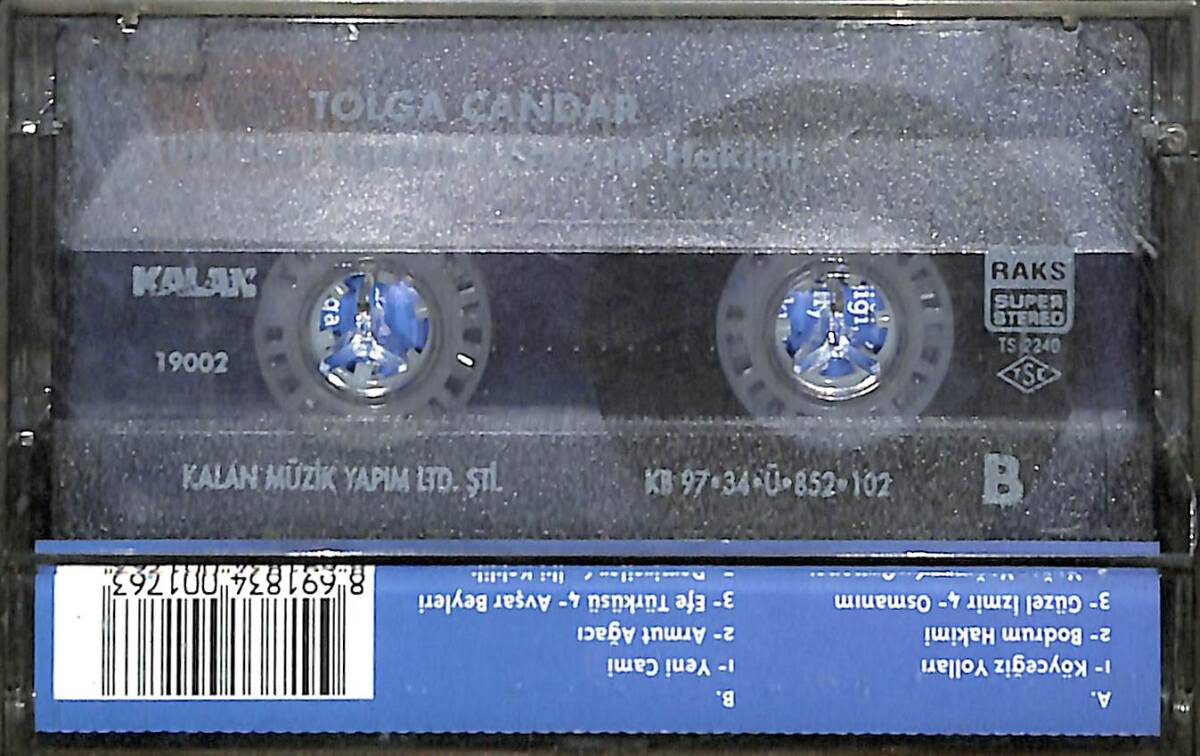 TOLGA ÇANDAR
Hakimi
KALAN
19002
RAKS
SUPER
STEREO
TS 2240
TSE
KALAN MÜZİK YAPIM LTD. ŞTİ.
KB 97•34•Ü•852•102
B
A.
1- Köyceğiz Yolları
2- Bodrum Hakimi
3- Güzel İzmir 4- Osmanım
B.
1- Yeni Cami
2- Armut Ağacı
3- Efe Türküsü 4- Avşar Beyleri
8 691834 001763